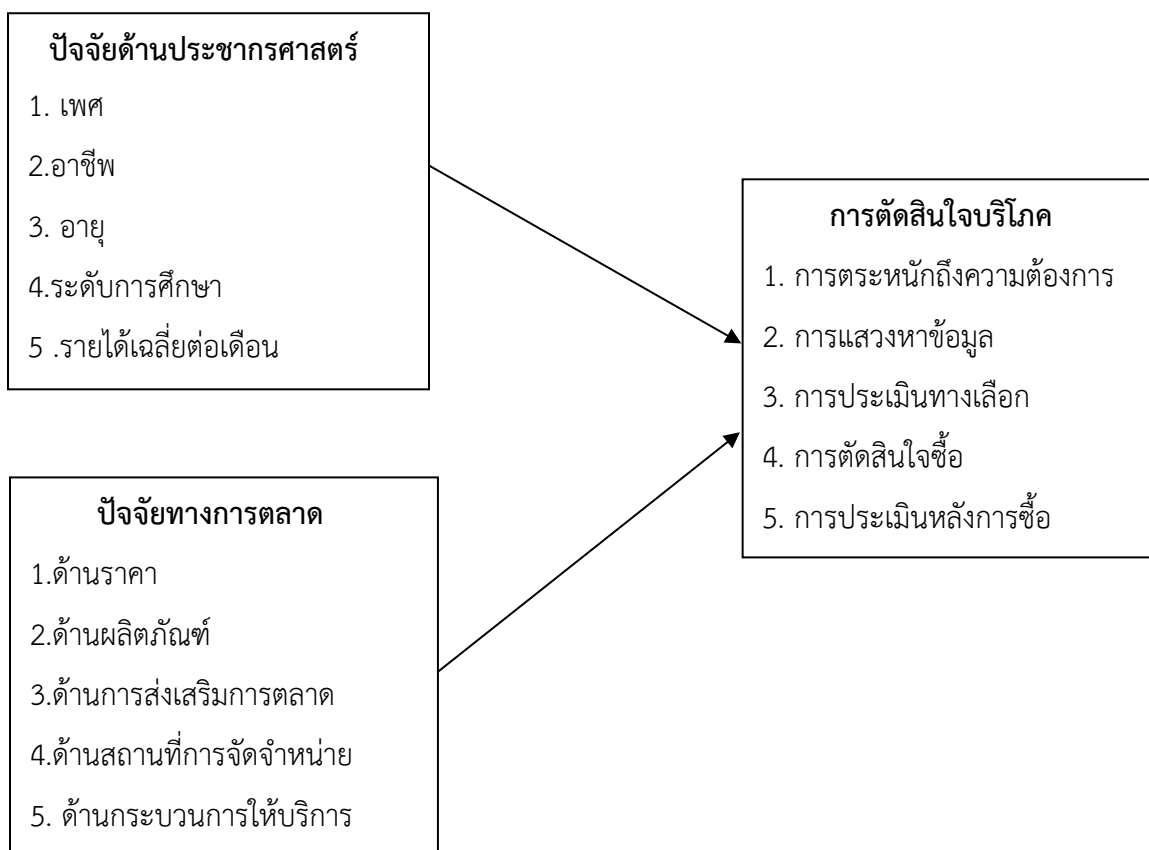 ปัจจัยด้านประชากรศาสตร์
1. เพศ
2.อาชีพ
3. อายุ
4.ระดับการศึกษา
5 .รายได้เฉลี่ยต่อเดือน
ปัจจัยทางการตลาด
1.ด้านราคา
2.ด้านผลิตภัณฑ์
3.ด้านการส่งเสริมการตลาด
4.ด้านสถานที่การจัดจำหน่าย
5. ด้านกระบวนการให้บริการ
การตัดสินใจบริโภค
1. การตระหนักถึงความต้องการ
2. การแสวงหาข้อมูล
3. การประเมินทางเลือก
4. การตัดสินใจซื้อ
5. การประเมินหลังการซื้อ